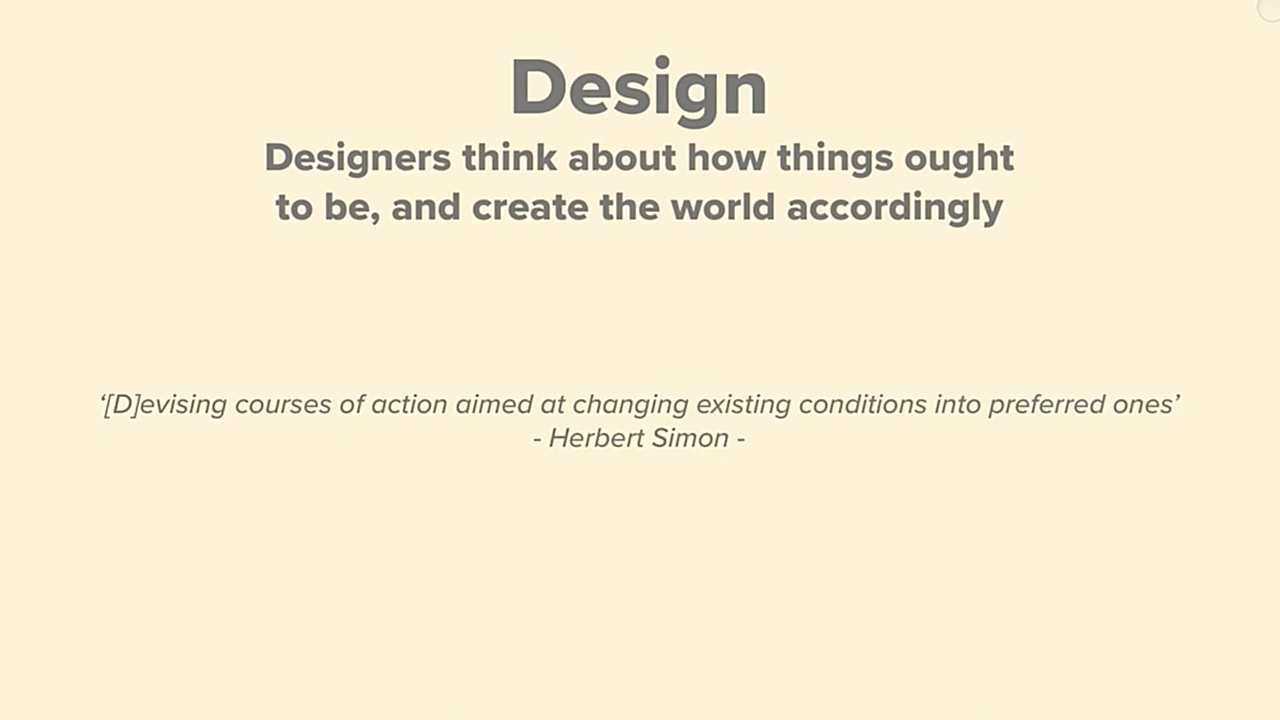 Design
Designers think about how things ought
to be, and create the world accordingly
‘[D]evising courses of action aimed at changing existing conditions into preferred ones’
- Herbert Simon -